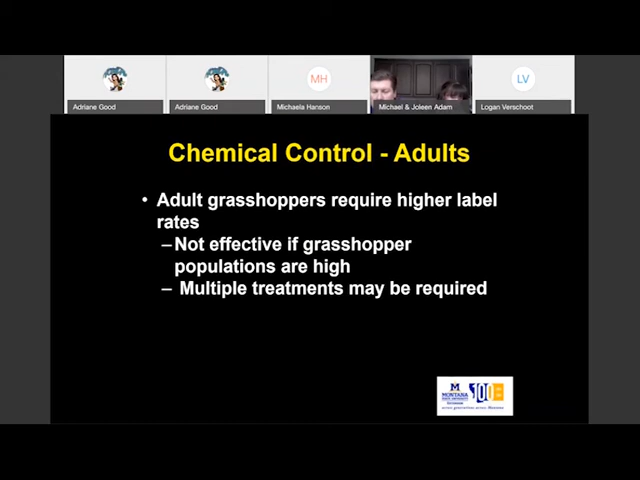 MH
LV
Adriane Good
Adriane Good
Michaela Hanson
Michael & Joleen Adam
Logan Verschoot
Chemical Control - Adults
• Adult grasshoppers require higher label
rates
–Not effective if grasshopper
populations are high
– Multiple treatments may be required
M
MONTANA
100